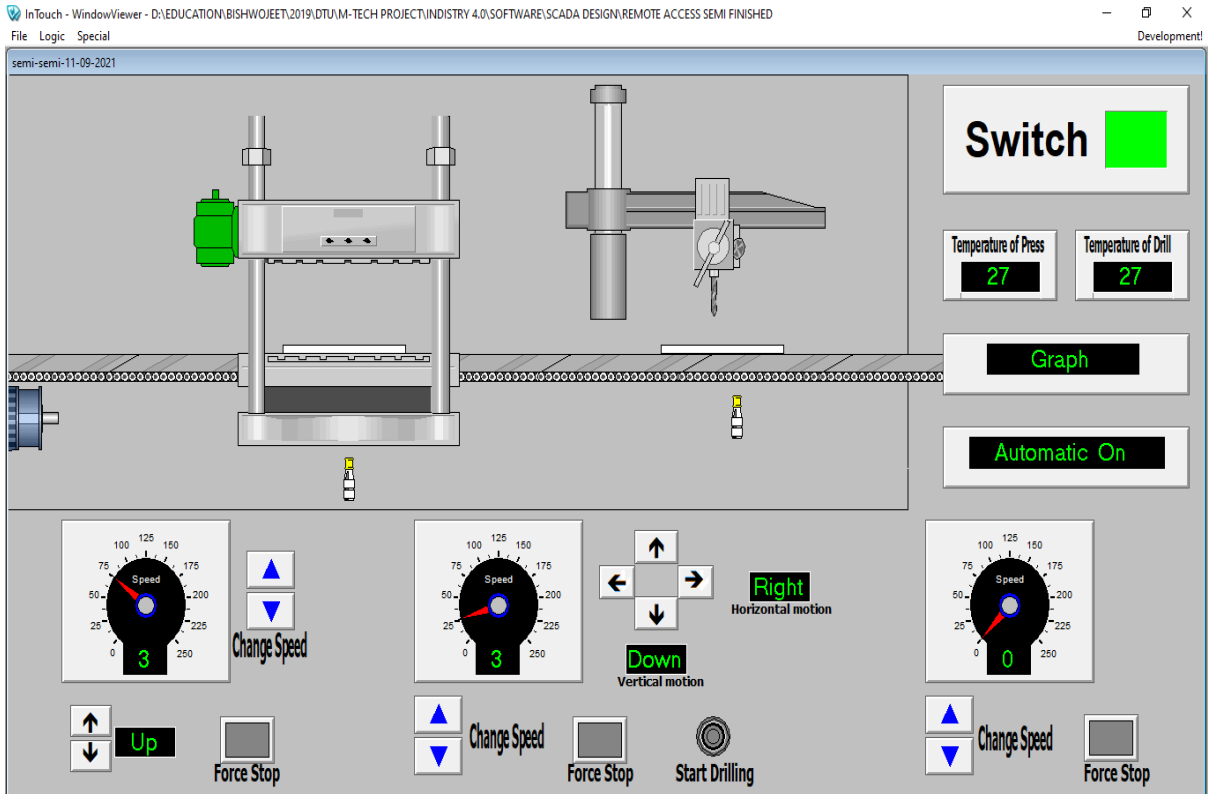 InTouch - WindowViewer - D:\EDUCATION\BISHWOJEET\2019\DTU\M-TECH PROJECT\INDISTRY 4.0\SOFTWARE\SCADA DESIGN\REMOTE ACCESS SEMI FINISHED
File Logic Special
Development!
semi-semi-11-09-2021
Switch
Temperature of Press
27
Temperature of Drill
27
Graph
Automatic On
0 25 50 75 100 125 150 175 200 225 250
Speed
3
Change Speed
Up
Force Stop
0 25 50 75 100 125 150 175 200 225 250
Speed
3
Right
Horizontal motion
Down
Vertical motion
Change Speed
Force Stop
Start Drilling
0 25 50 75 100 125 150 175 200 225 250
Speed
0
Change Speed
Force Stop